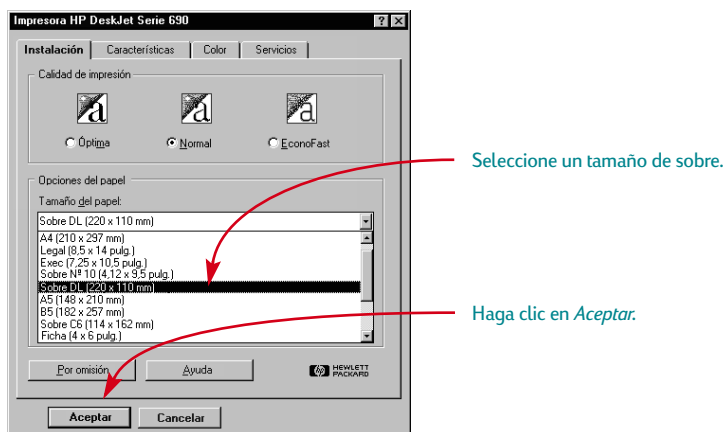 Impresora HP DeskJet Serie 690
Instalación Características Color Servicios
Calidad de impresión
Óptima Normal EconoFast
Seleccione un tamaño de sobre.
Opciones del papel
Tamaño del papel:
Sobre DL (220 x 110 mm)
A4 (210 x 297 mm)
Legal (8,5 x 14 pulg.)
Exec (7,25 x 10,5 pulg.)
Sobre Nº 10 (4,12 x 9,5 pulg.)
Sobre DL (220 x 110 mm)
A5 (148 x 210 mm)
B5 (182 x 257 mm)
Sobre C6 (114 x 162 mm)
Ficha (4 x 6 pulg.)
Haga clic en Aceptar.
Por omisión Ayuda hp HEWLETT
PACKARD
Aceptar Cancelar